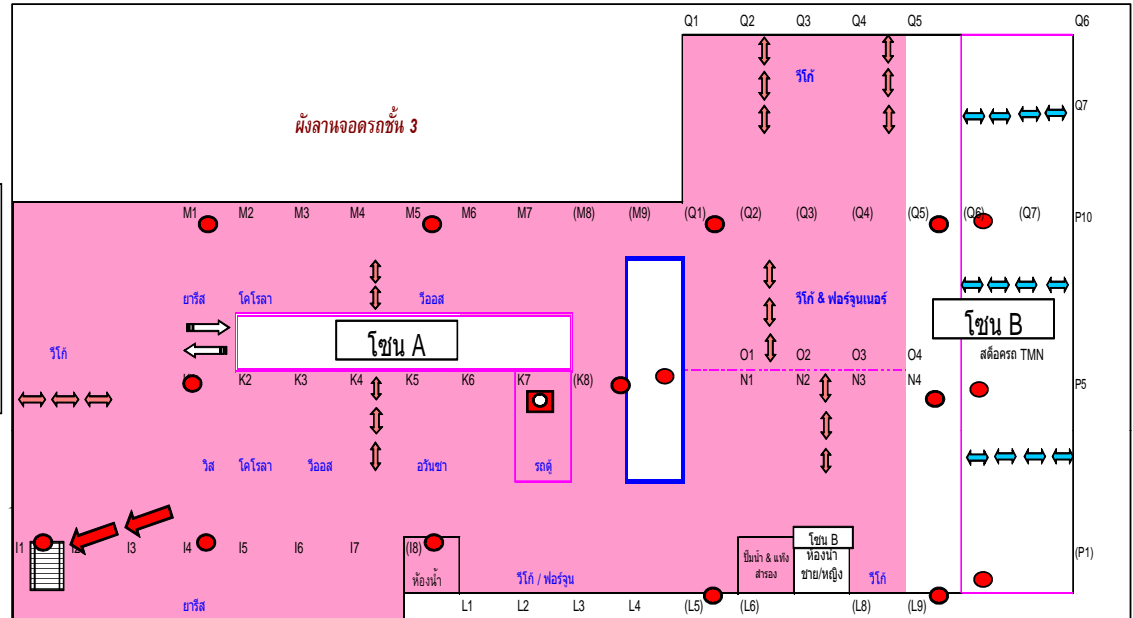 Q1 Q2 Q3 Q4 Q5 Q6
วีโก้
Q7
ผังลานจอดรถชั้น 3
M1 M2 M3 M4 M5 M6 M7 (M8) (M9) (Q1) (Q2) (Q3) (Q4) (Q5) (Q6) (Q7) P10
ยารีส โคโรลา วีออส วีโก้ & ฟอร์จูนเนอร์
โซน A
โซน B
วีโก้
O1 O2 O3 O4 สต็อครถ TMN
K2 K3 K4 K5 K6 K7 (K8) N1 N2 N3 N4 P5
วิส โคโรลา วีออส อวันซา รถตู้
โซน B
I1 I3 I4 I5 I6 I7 (I8) (P1)
ห้องน้ำ
วีโก้ / ฟอร์จูน
ปั๊มน้ำ & แท้ง
สำรอง
ห้องน้ำ
ชาย/หญิง
วีโก้
ยารีส
L1 L2 L3 L4 (L5) (L6) (L8) (L9)